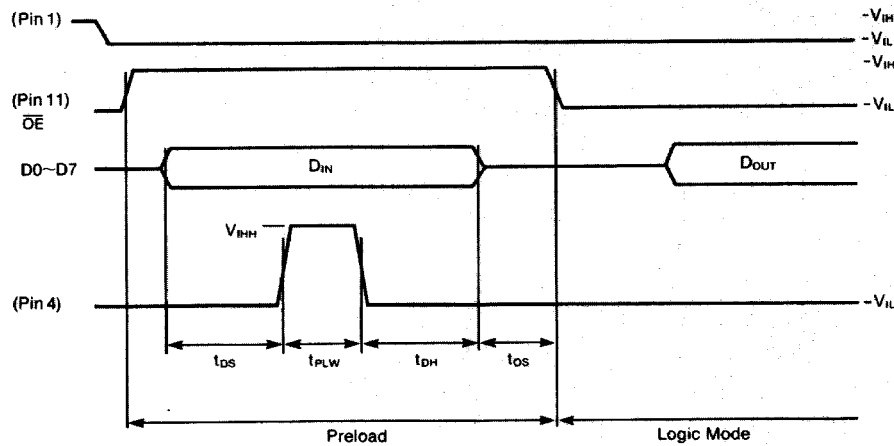 (Pin 1)
-VIH
-VIL
-VIH
(Pin 11)
OE
-VIL
D0~D7
DIN
DOUT
VIHH
(Pin 4)
-VIL
tDS
tPLW
tDH
tOS
Preload
Logic Mode